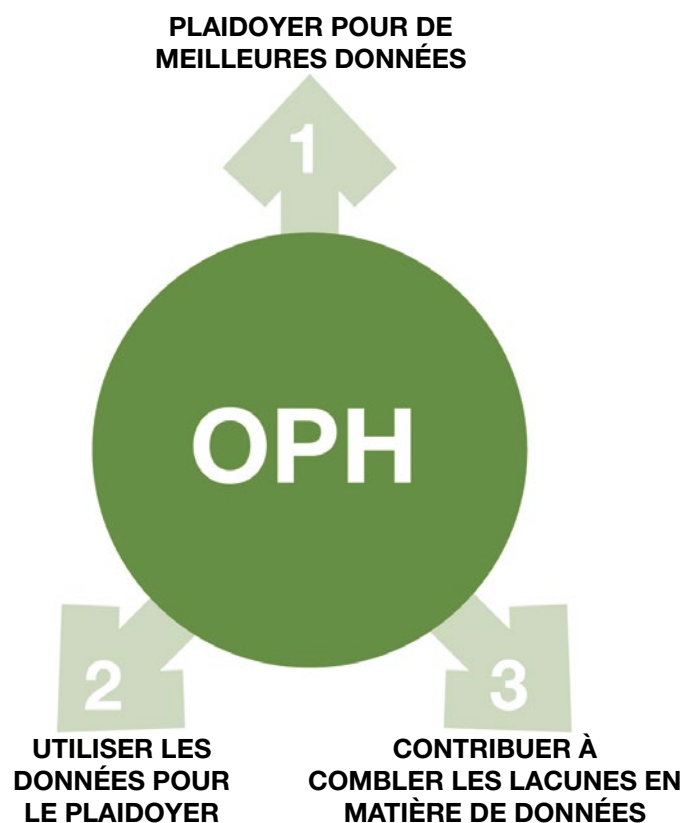 PLAIDOYER POUR DE
MEILLEURES DONNÉES
1
OPH
2
UTILISER LES
DONNÉES POUR
LE PLAIDOYER
3
CONTRIBUER À
COMBLER LES LACUNES EN
MATIÈRE DE DONNÉES